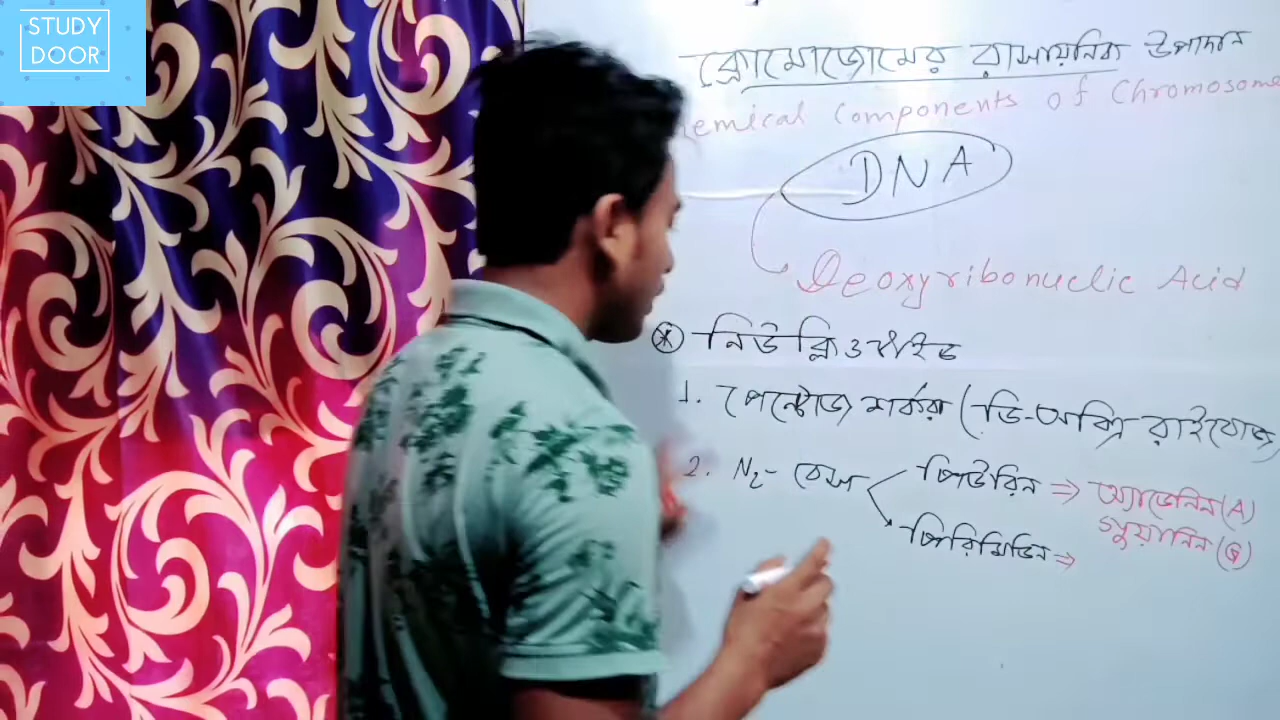 STUDY
DOOR
ক্রোমোজোমের রাসায়নিক উপাদান
hemical Components of Chromosome
DNA
Deoxyribonuclic Acid
নিউক্লিওটাইড
1. পেন্টোজ শর্করা (ডি-অক্সি রাইবোজ
2. N2- বেস
পিউরিন ⇒ অ্যাডেনিন (A)
গুয়ানিন (G)
পিরিমিডিন ⇒